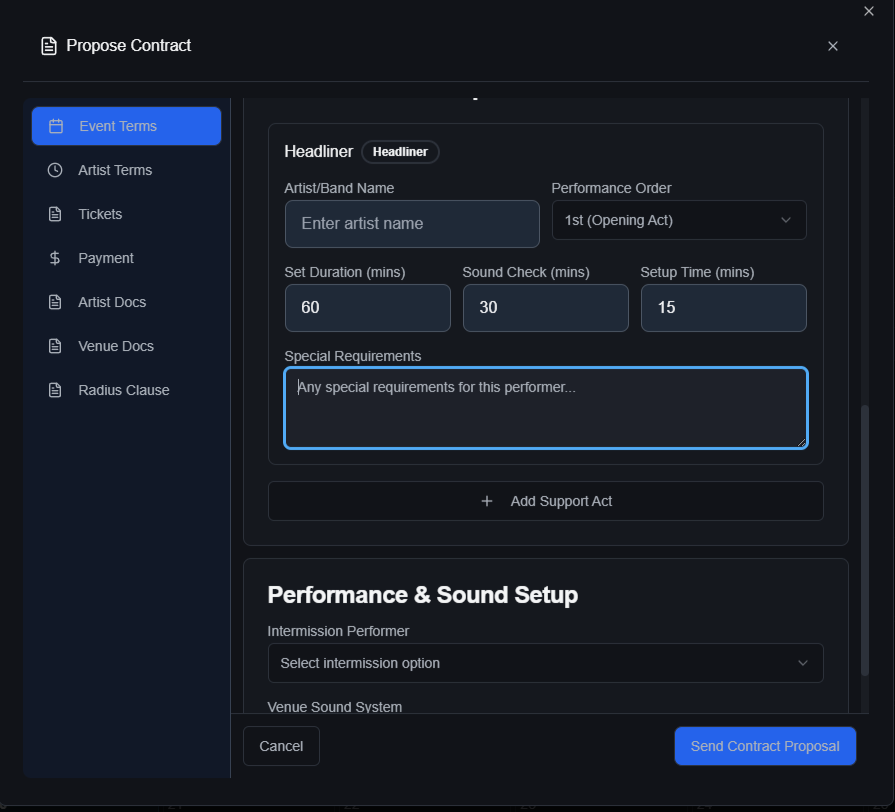 Propose Contract
Event Terms
Artist Terms
Tickets
Payment
Artist Docs
Venue Docs
Radius Clause
Headliner Headliner
Artist/Band Name Performance Order
Enter artist name 1st (Opening Act)
Set Duration (mins) Sound Check (mins) Setup Time (mins)
60 30 15
Special Requirements
Any special requirements for this performer...
+ Add Support Act
Performance & Sound Setup
Intermission Performer
Select intermission option
Venue Sound System
Cancel Send Contract Proposal